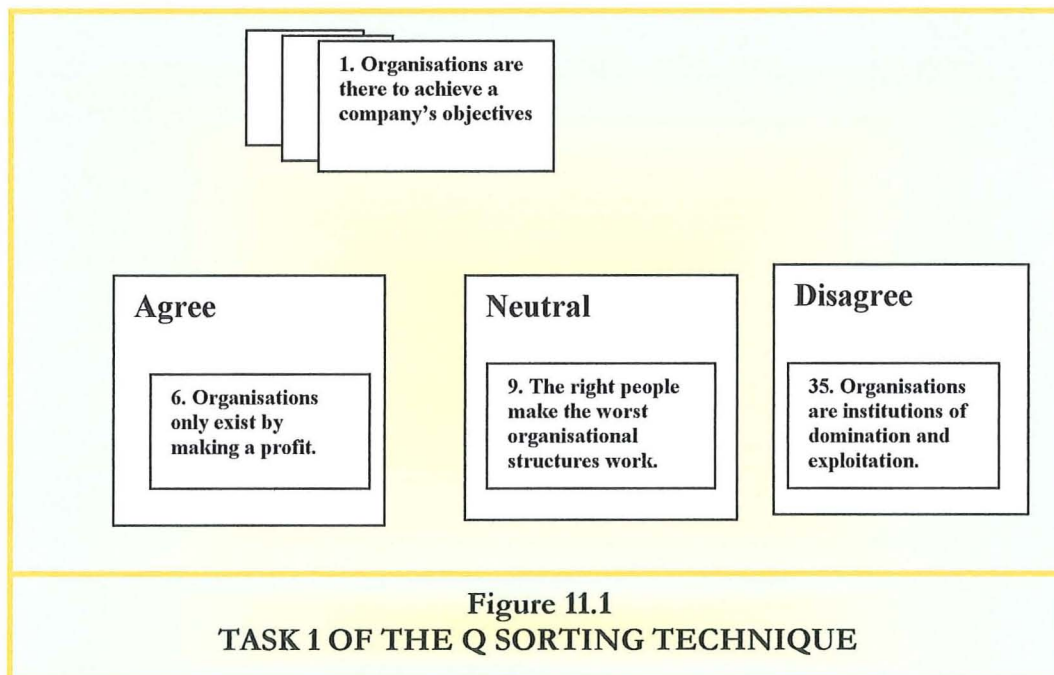 1. Organisations are
there to achieve a
company's objectives
Agree
6. Organisations
only exist by
making a profit.
Neutral
9. The right people
make the worst
organisational
structures work.
Disagree
35. Organisations
are institutions of
domination and
exploitation.
Figure 11.1
TASK 1 OF THE Q SORTING TECHNIQUE